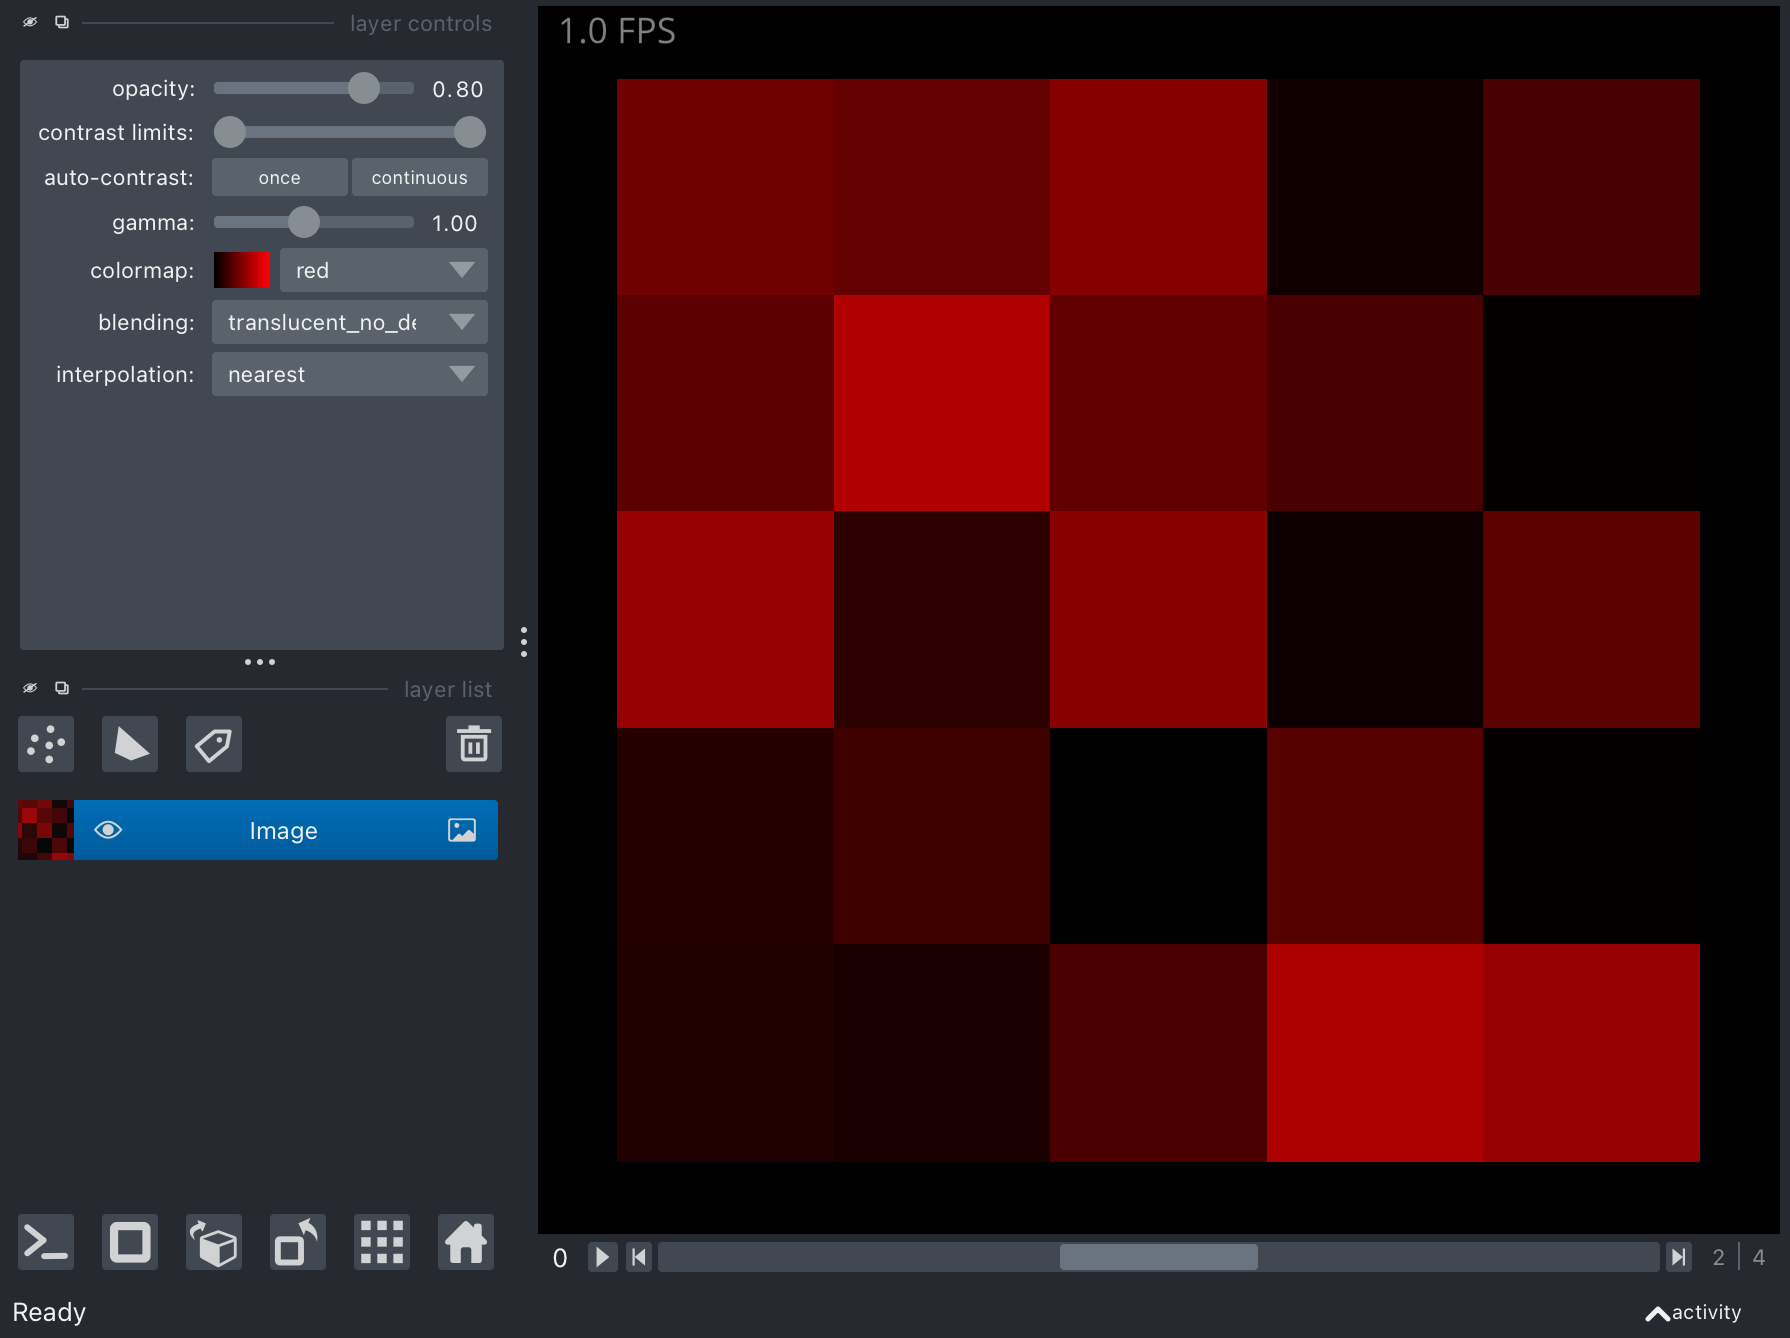 layer controls
1.0 FPS
opacity: 0.80
contrast limits:
auto-contrast: once continuous
gamma: 1.00
colormap: red
blending: translucent_no_de
interpolation: nearest
layer list
Image
0 2 | 4
Ready
activity